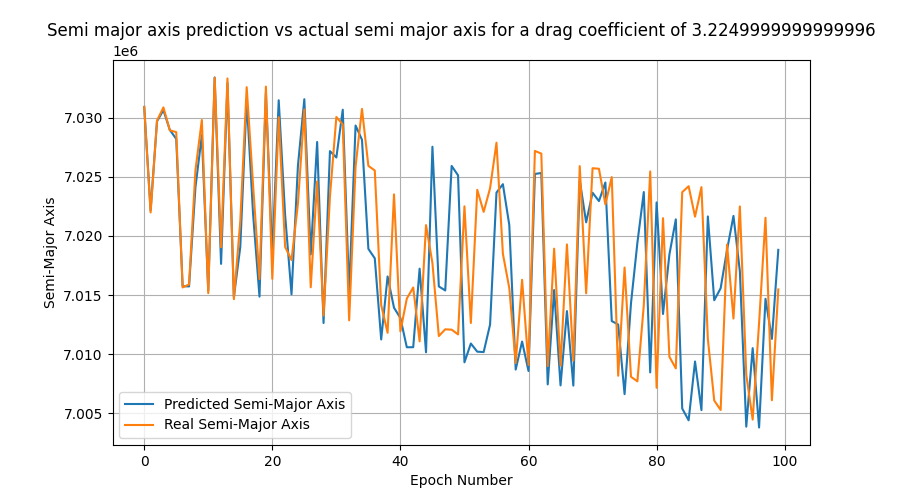 Semi major axis prediction vs actual semi major axis for a drag coefficient of 3.2249999999999996
1e6
7.030
7.025
7.020
7.015
7.010
7.005
Semi-Major Axis
Predicted Semi-Major Axis
Real Semi-Major Axis
0 20 40 60 80 100
Epoch Number